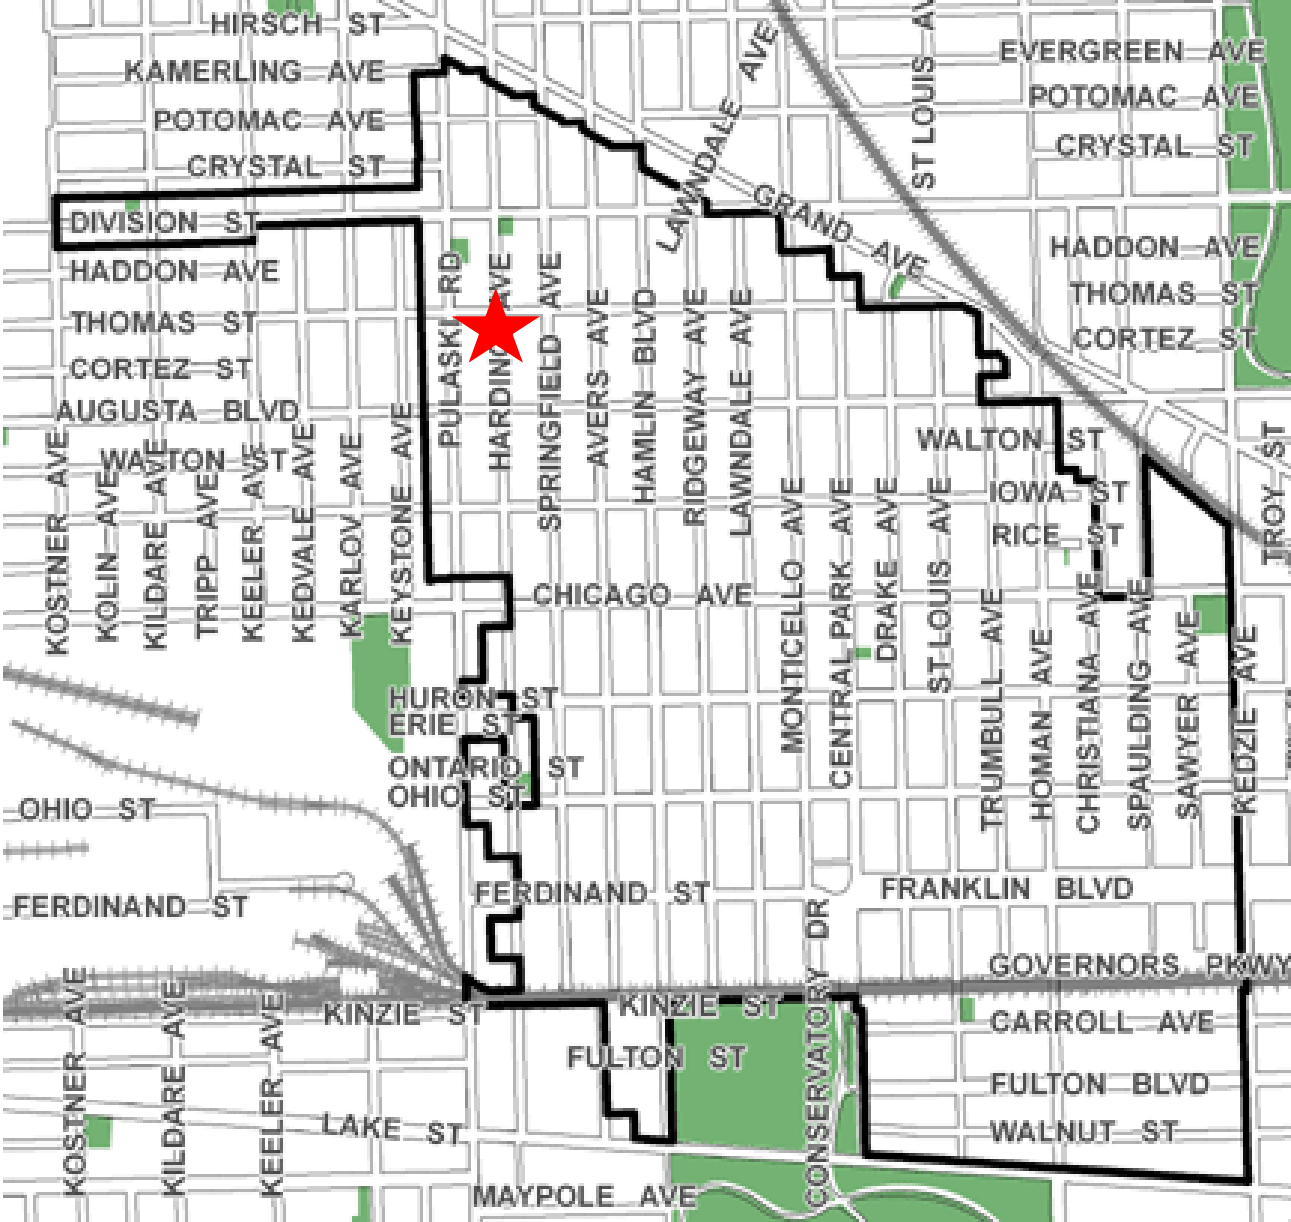 HIRSCH ST
KAMERLING AVE
POTOMAC AVE
CRYSTAL ST
DIVISION ST
HADDON AVE
THOMAS ST
CORTEZ ST
AUGUSTA BLVD
WALTON ST
LAWNDALE AVE
GRAND AVE
ST LOUIS AV
EVERGREEN AVE
POTOMAC AVE
CRYSTAL ST
HADDON AVE
THOMAS ST
CORTEZ ST
WALTON ST
IOWA ST
RICE ST
TROY ST
KOSTNER AVE
KOLIN AVE
KILDARE AVE
TRIPP AVE
KEELER AVE
KEDVALE AVE
KARLOV AVE
KEYSTONE AVE
PULASKI RD
HARDING AVE
SPRINGFIELD AVE
AVERS AVE
HAMLIN BLVD
RIDGEWAY AVE
LAWNDALE AVE
MONTICELLO AVE
CENTRAL PARK AVE
DRAKE AVE
ST LOUIS AVE
TRUMBULL AVE
HOMAN AVE
CHRISTIANA AVE
SPAULDING AVE
SAWYER AVE
KEDZIE AVE
CHICAGO AVE
HURON ST
ERIE ST
ONTARIO ST
OHIO ST
OHIO ST
FERDINAND ST
FERDINAND ST
FRANKLIN BLVD
GOVERNORS PKWY
KINZIE ST
KINZIE ST
CARROLL AVE
FULTON ST
FULTON BLVD
WALNUT ST
LAKE ST
MAYPOLE AVE
CONSERVATORY DR
KOSTNER AVE
KILDARE AVE
KEELER AVE